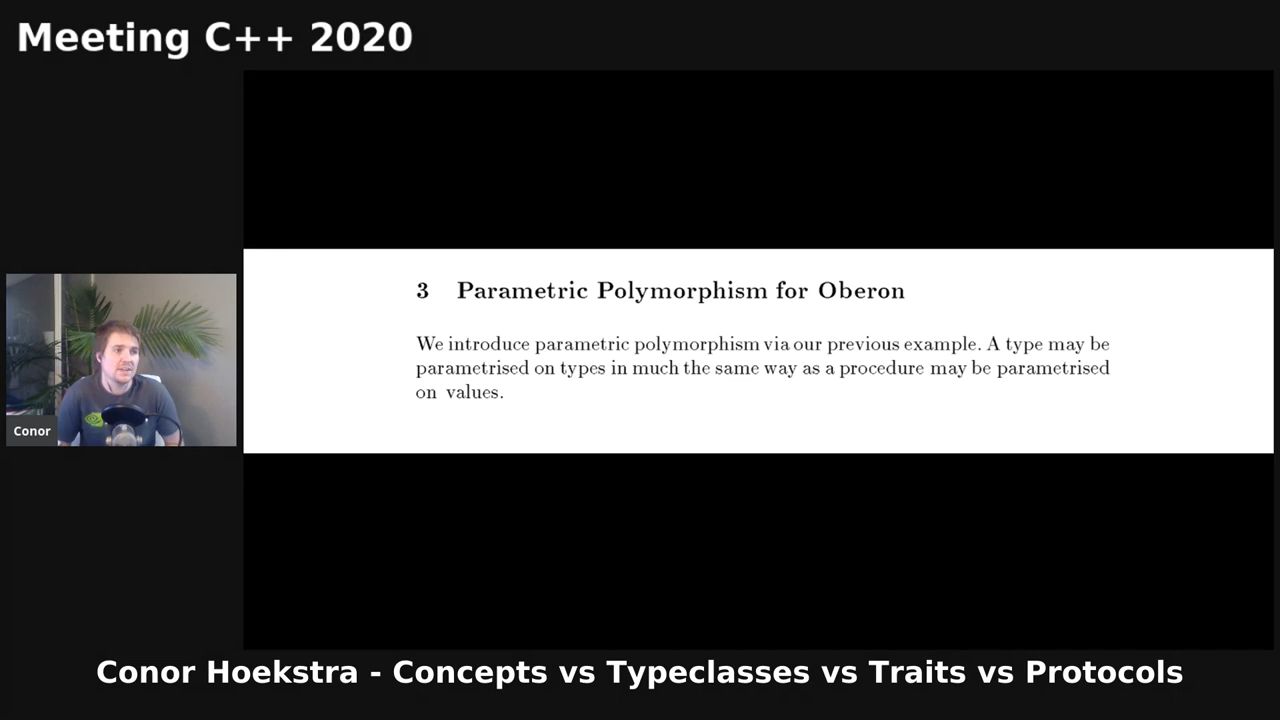 Meeting C++ 2020
3 Parametric Polymorphism for Oberon
We introduce parametric polymorphism via our previous example. A type may be
parametrised on types in much the same way as a procedure may be parametrised
on values.
Conor
Conor Hoekstra - Concepts vs Typeclasses vs Traits vs Protocols